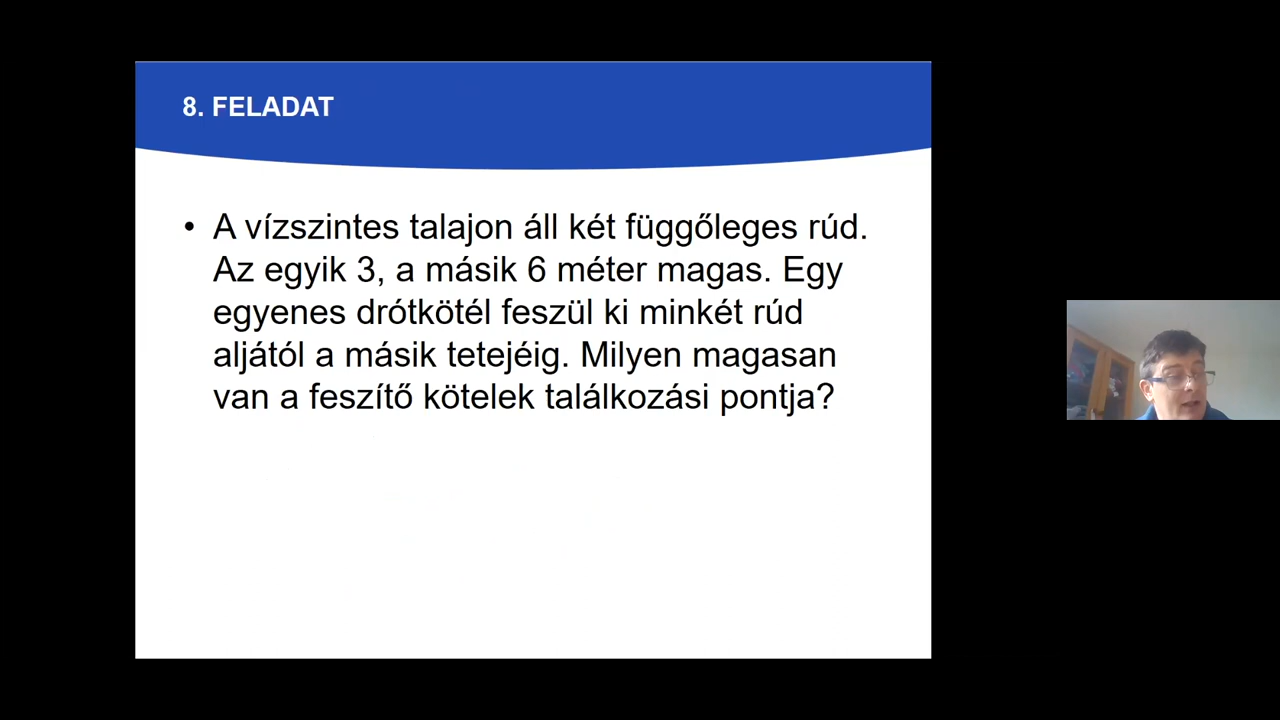 8. FELADAT
• A vízszintes talajon áll két függőleges rúd.
Az egyik 3, a másik 6 méter magas. Egy
egyenes drótkötél feszül ki minkét rúd
aljától a másik tetejéig. Milyen magasan
van a feszítő kötelek találkozási pontja?